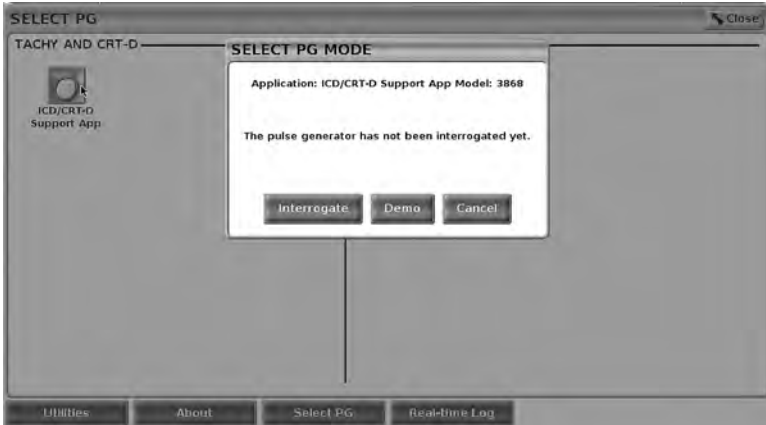 SELECT PG
Close
TACHY AND CRT-D
ICD/CRT-D
Support App
SELECT PG MODE
Application: ICD/CRT-D Support App Model: 3868
The pulse generator has not been interrogated yet.
Interrogate
Demo
Cancel
Utilities
About
Select PG
Real-time Log